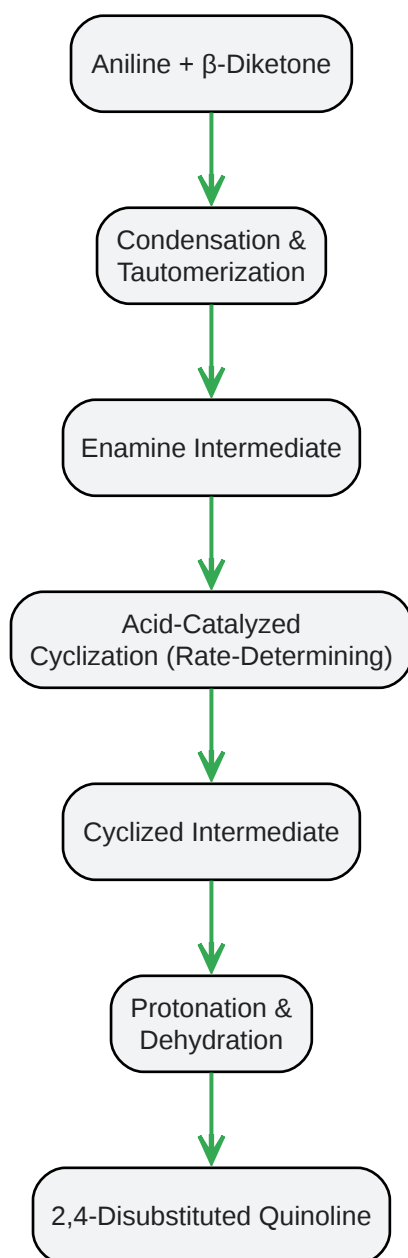 Aniline + β-Diketone
Condensation &
Tautomerization
Enamine Intermediate
Acid-Catalyzed
Cyclization (Rate-Determining)
Cyclized Intermediate
Protonation &
Dehydration
2,4-Disubstituted Quinoline